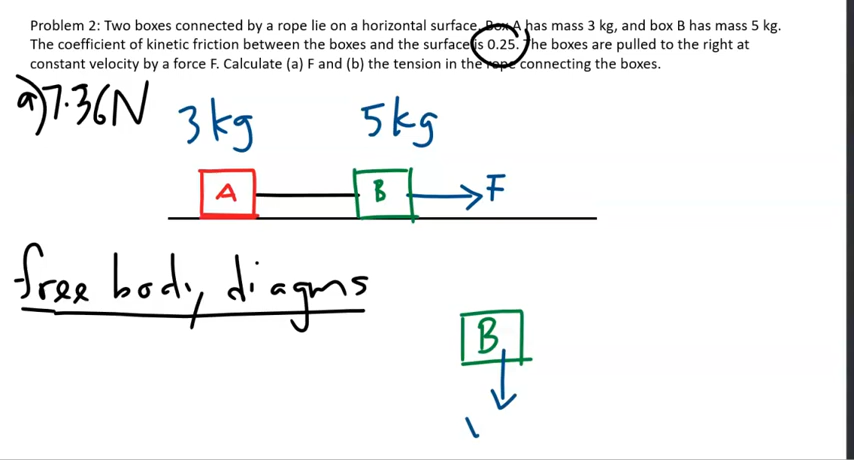 Problem 2: Two boxes connected by a rope lie on a horizontal surface. Box A has mass 3 kg, and box B has mass 5 kg.
The coefficient of kinetic friction between the boxes and the surface is 0.25. The boxes are pulled to the right at
constant velocity by a force F. Calculate (a) F and (b) the tension in the rope connecting the boxes.
a) 7.36N
3kg 5kg
A B F
free body diagms
B